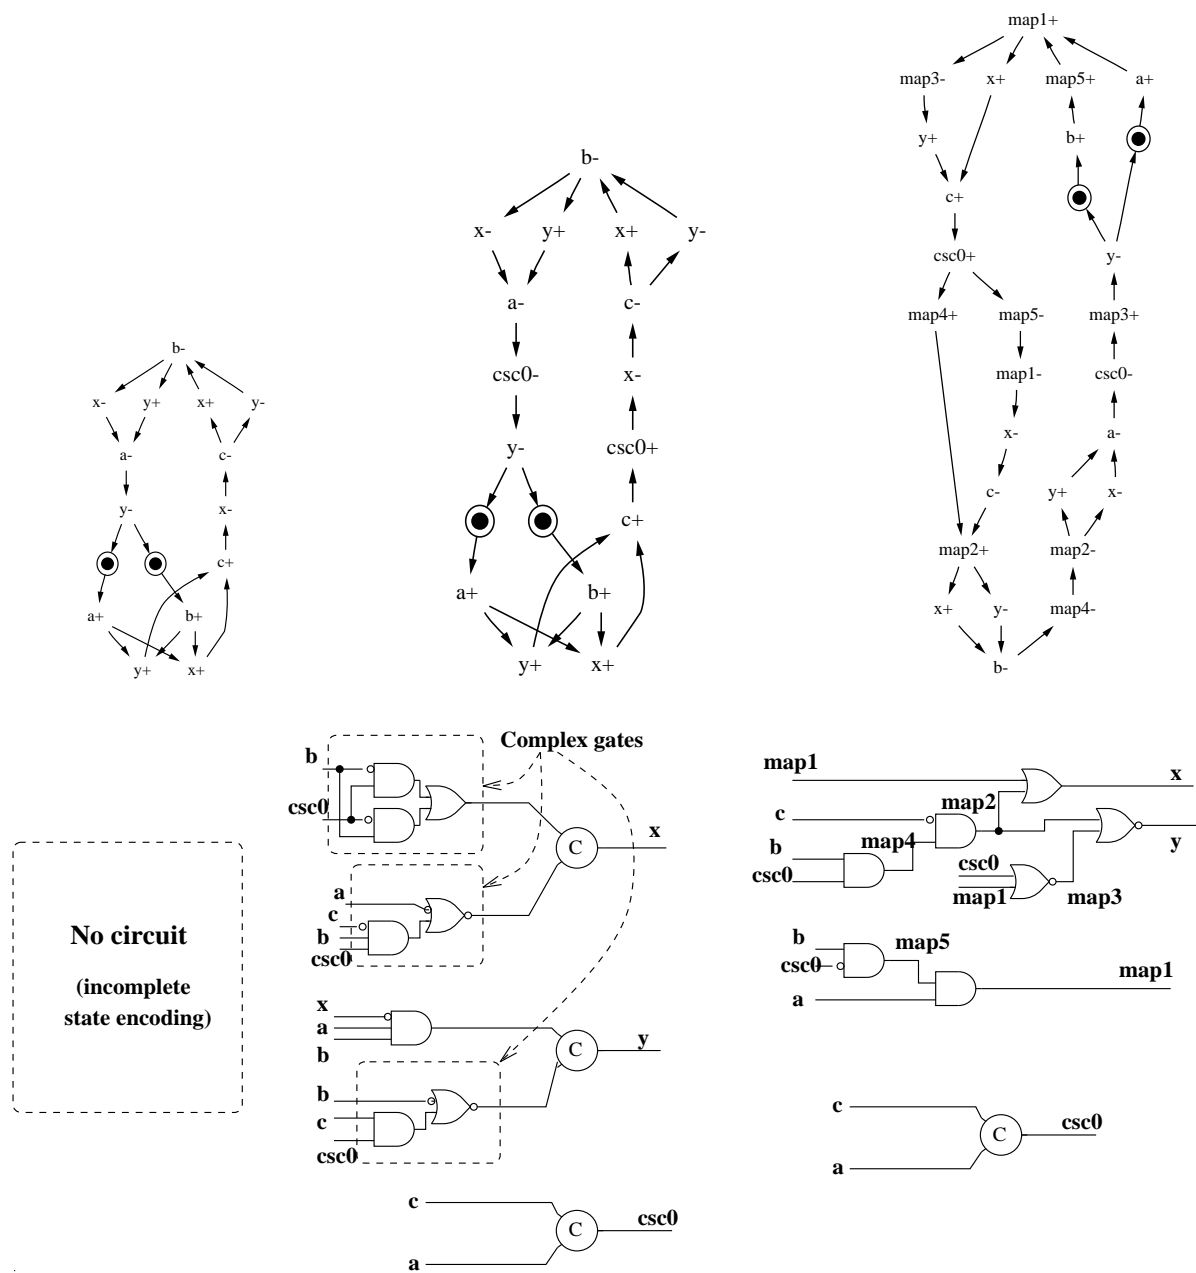 b-
x- y+ x+ y-
a- c-
y- x-
c+
a+ b+
y+ x+
b-
x- y+ x+ y-
a- c-
csc0- x-
y- csc0+
c+
a+ b+
y+ x+
map1+
map3- x+ map5+ a+
y+ b+
c+
csc0+ y-
map4+ map5- map3+
map1- csc0-
x- a-
c- y+ x-
map2+ map2-
x+ y- map4-
b-
No circuit
(incomplete
state encoding)
Complex gates
b
csc0
C
x
a
c
b
csc0
x
a
b
C
y
b
c
csc0
c
C
csc0
a
map1
x
c
map2
b
map4
csc0
y
csc0
map1
map3
b
map5
csc0
map1
a
c
C
csc0
a